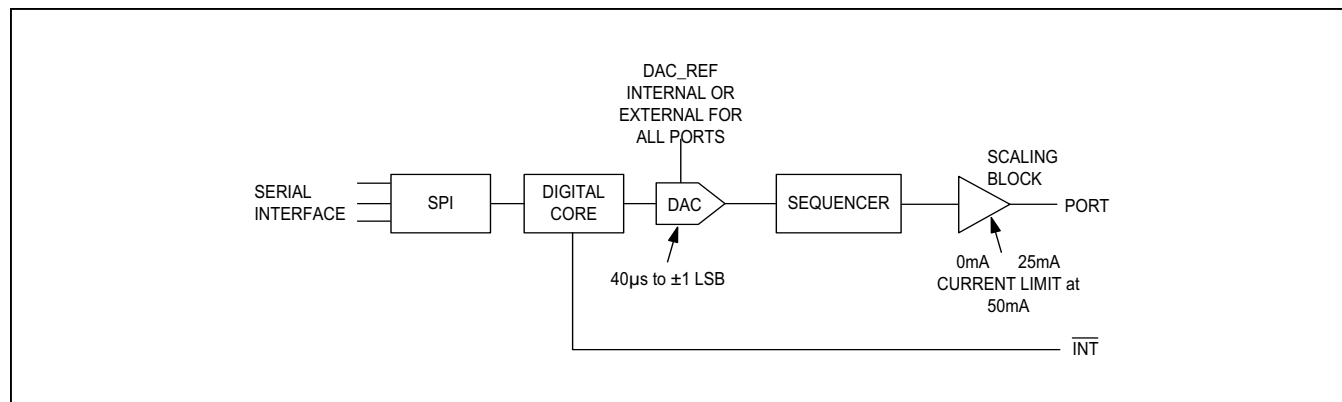 DAC_REF
INTERNAL OR
EXTERNAL FOR
ALL PORTS
SERIAL
INTERFACE
SPI
DIGITAL
CORE
DAC
SEQUENCER
SCALING
BLOCK
PORT
40µs to ±1 LSB
0mA 25mA
CURRENT LIMIT at
50mA
INT